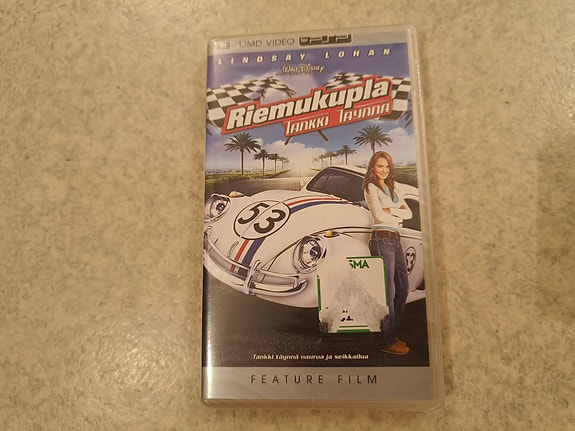 UMD VIDEO PSP
LINDSAY LOHAN
Walt Disney
Riemukupla
TANKKI TÄYNNÄ
53
53
Tankki täynnä naurua ja seikkailua
FEATURE FILM